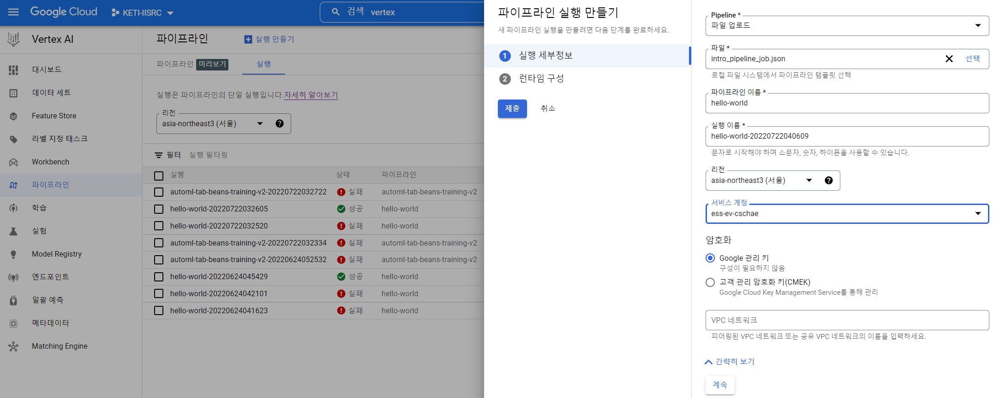 Google Cloud
KETI-IISRC
검색 vertex
Vertex AI
대시보드
데이터 세트
Feature Store
라벨 지정 태스크
Workbench
파이프라인
학습
실험
Model Registry
엔드포인트
일괄 예측
메타데이터
Matching Engine
파이프라인
실행 만들기
파이프라인 미리보기
실행
실행은 파이프라인의 단일 실행입니다.자세히 알아보기
리전
asia-northeast3 (서울)
필터 실행 필터링
실행 상태 파이프라인
automl-tab-beans-training-v2-20220722032722 실패 automl-tab-beans-training-v2
hello-world-20220722032605 성공 hello-world
hello-world-20220722032520 실패 hello-world
automl-tab-beans-training-v2-20220722032334 실패 automl-tab-beans-training-v2
automl-tab-beans-training-v2-20220624052532 실패 automl-tab-beans-training-v2
hello-world-20220624045429 성공 hello-world
hello-world-20220624042101 실패 hello-world
hello-world-20220624041623 실패 hello-world
파이프라인 실행 만들기
새 파이프라인 실행을 만들려면 다음 단계를 완료하세요.
1 실행 세부정보
2 런타임 구성
제출 취소
Pipeline *
파일 업로드
파일 *
intro_pipeline_job.json 선택
로컬 파일 시스템에서 파이프라인 템플릿 선택
파이프라인 이름 *
hello-world
실행 이름 *
hello-world-20220722040609
문자로 시작해야 하며 소문자, 숫자, 하이픈을 사용할 수 있습니다.
리전
asia-northeast3 (서울)
서비스 계정
ess-ev-cschae
암호화
Google 관리 키
구성이 필요하지 않음
고객 관리 암호화 키(CMEK)
Google Cloud Key Management Service를 통해 관리
VPC 네트워크
피어링된 VPC 네트워크 또는 공유 VPC 네트워크의 이름을 입력하세요.
간략히 보기
계속